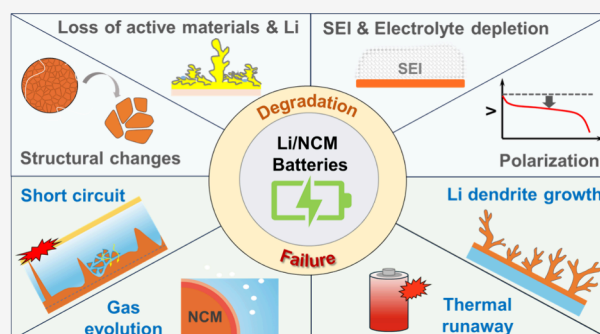 Loss of active materials & Li
SEI & Electrolyte depletion
SEI
Structural changes
V
Polarization
Degradation
Li/NCM
Batteries
Failure
Short circuit
Li dendrite growth
Gas
evolution
NCM
Thermal
runaway